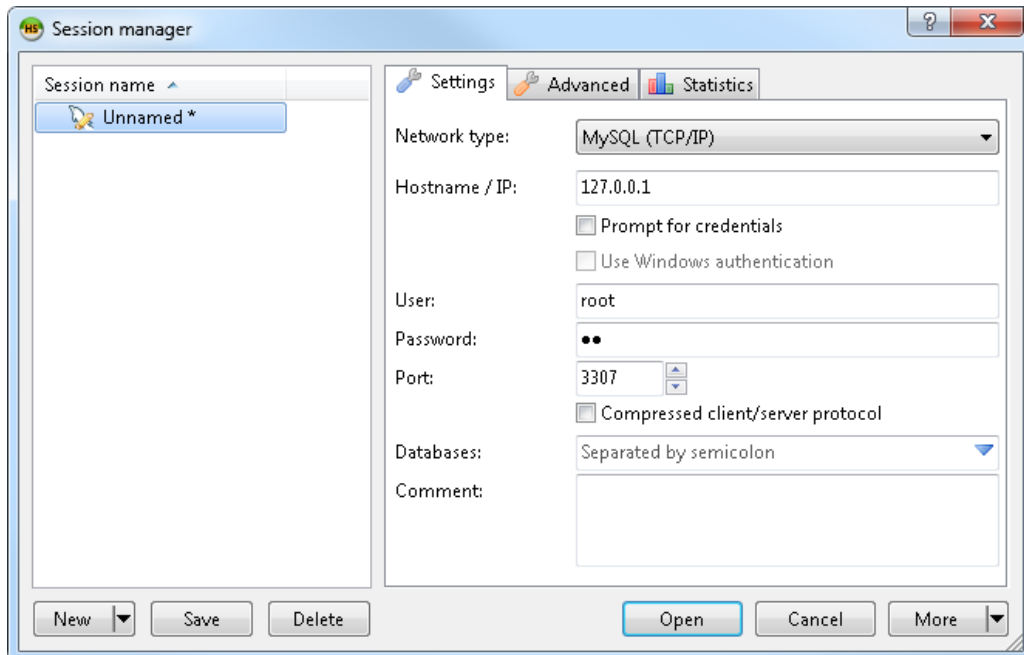 HS Session manager
Session name
Unnamed *
Settings Advanced Statistics
Network type: MySQL (TCP/IP)
Hostname / IP: 127.0.0.1
Prompt for credentials
Use Windows authentication
User: root
Password: ●●
Port: 3307
Compressed client/server protocol
Databases: Separated by semicolon
Comment:
New Save Delete Open Cancel More